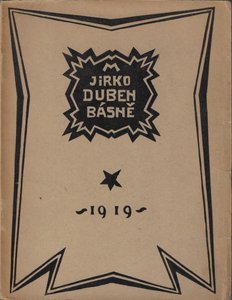 JIRKO
DUBEN
BÁSNĚ
~1919~